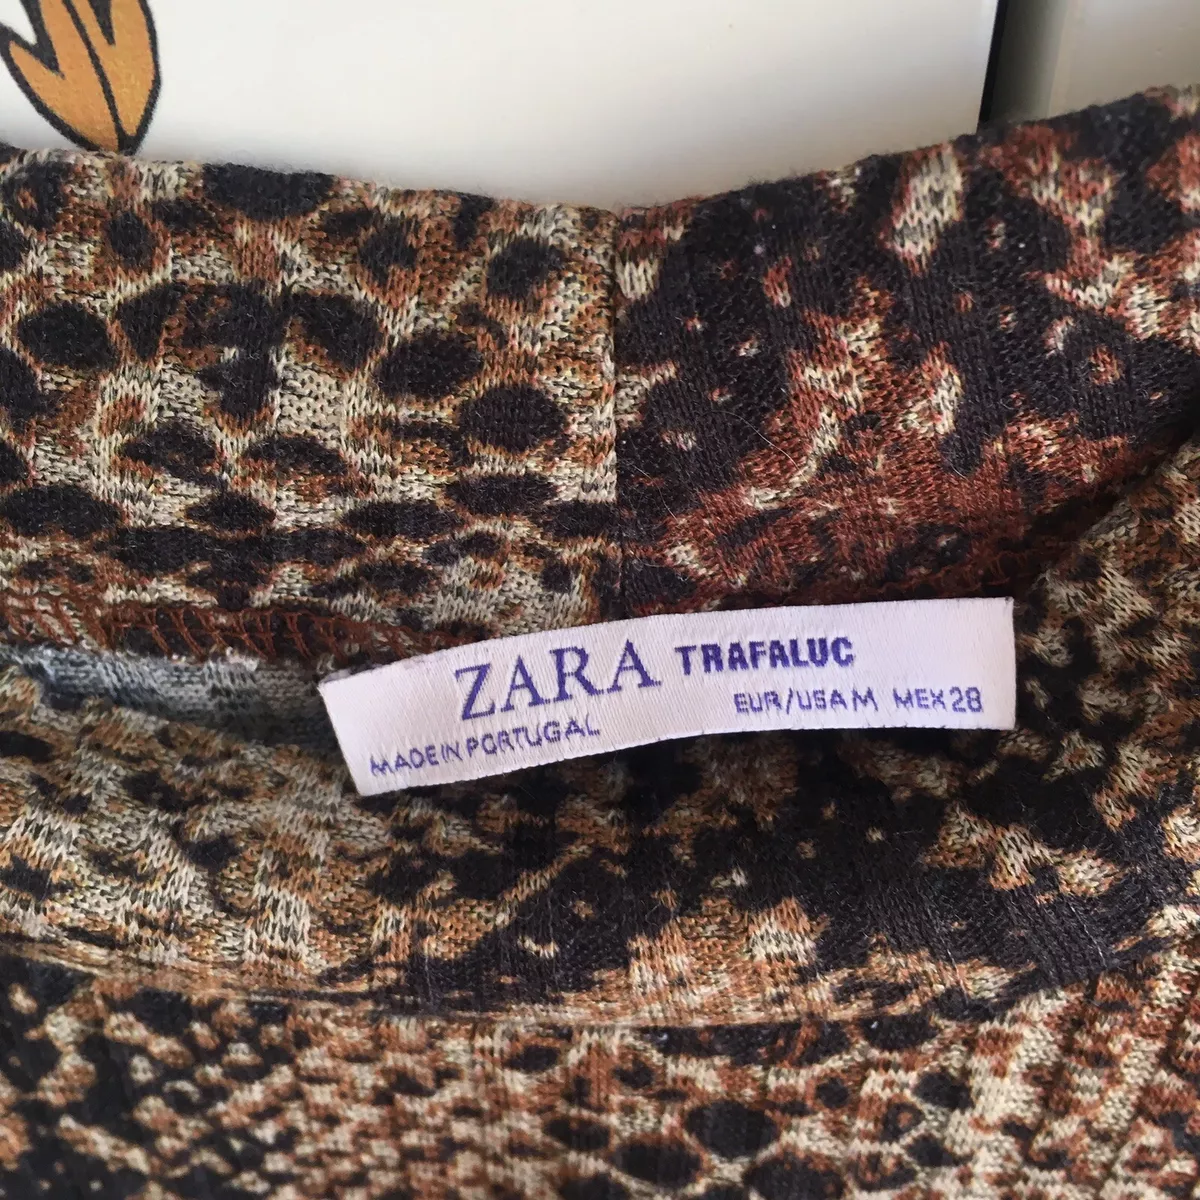 ZARA TRAFALUC
EUR/USA M MEX 28
MADE IN PORTUGAL